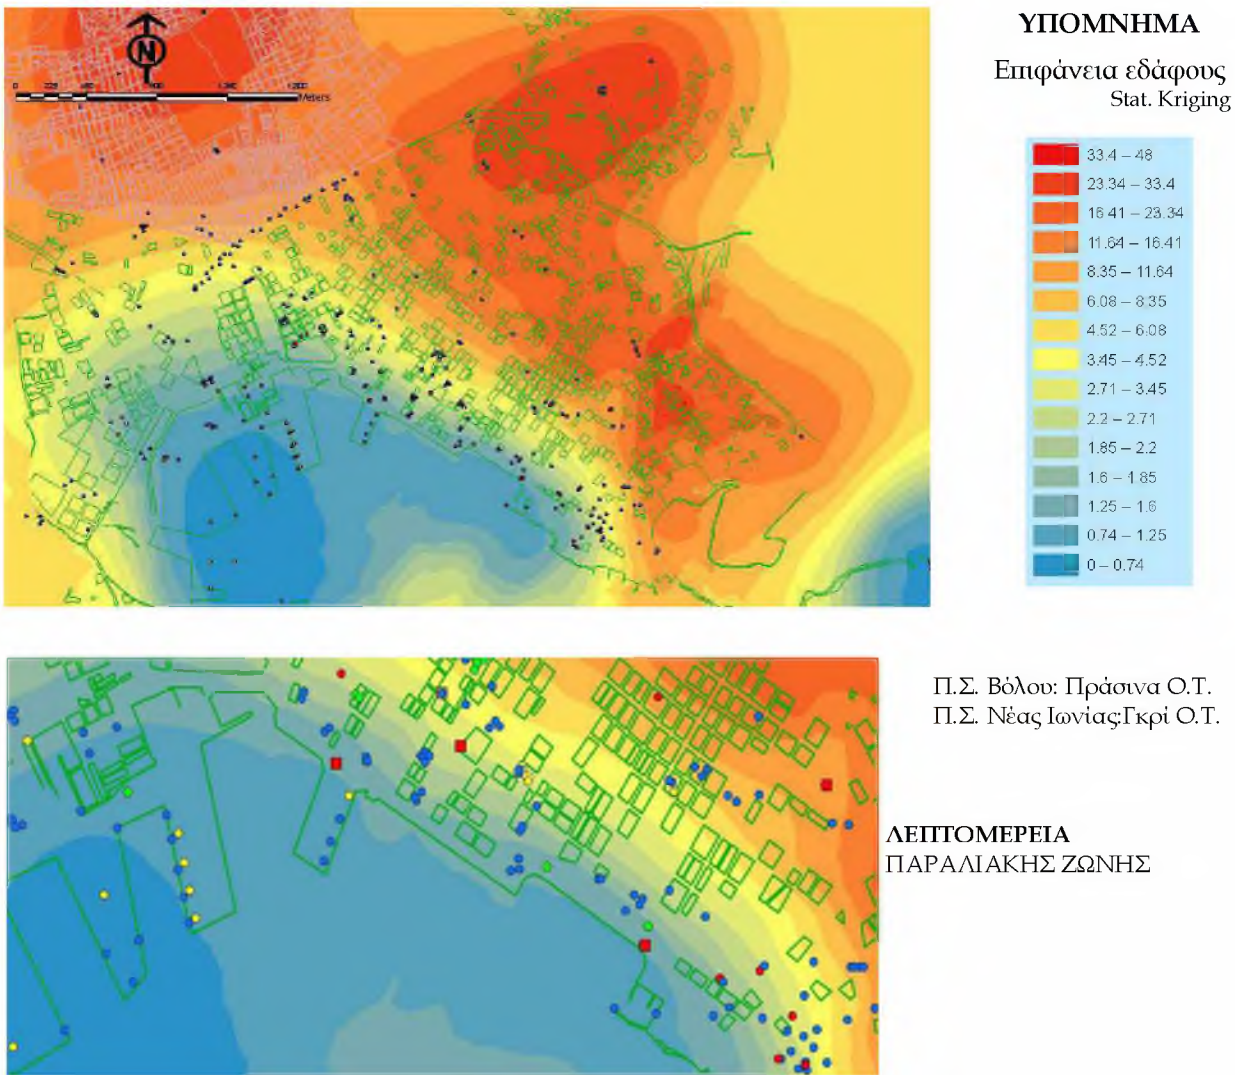 ΥΠΟΜΝΗΜΑ
Επιφάνεια εδάφους
Stat. Kriging
33.4 – 48
23.34 – 33.4
16.41 – 23.34
11.64 – 16.41
8.35 – 11.64
6.08 – 8.35
4.52 – 6.08
3.45 – 4.52
2.71 – 3.45
2.2 – 2.71
1.85 – 2.2
1.6 – 1.85
1.25 – 1.6
0.74 – 1.25
0 – 0.74
N
0
Meters
Π.Σ. Βόλου: Πράσινα Ο.Τ.
Π.Σ. Νέας Ιωνίας:Γκρί Ο.Τ.
ΛΕΠΤΟΜΕΡΕΙΑ
ΠΑΡΑΛΙΑΚΗΣ ΖΩΝΗΣ